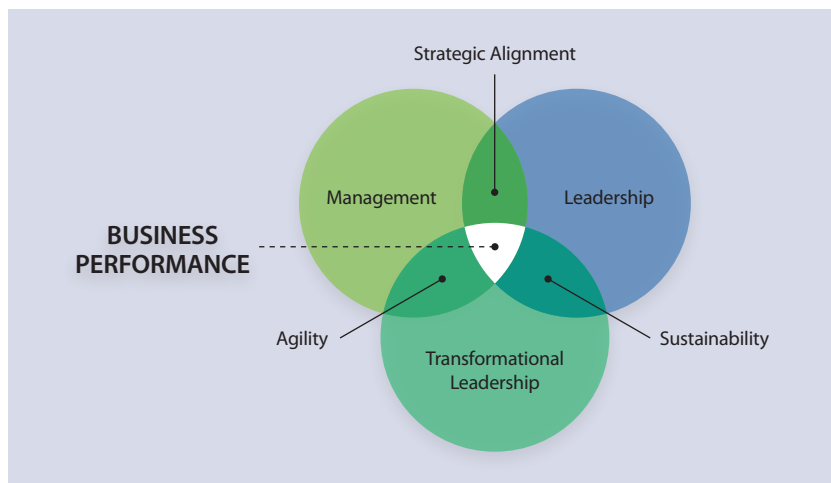 Strategic Alignment
Management
Leadership
BUSINESS
PERFORMANCE
Agility
Sustainability
Transformational
Leadership